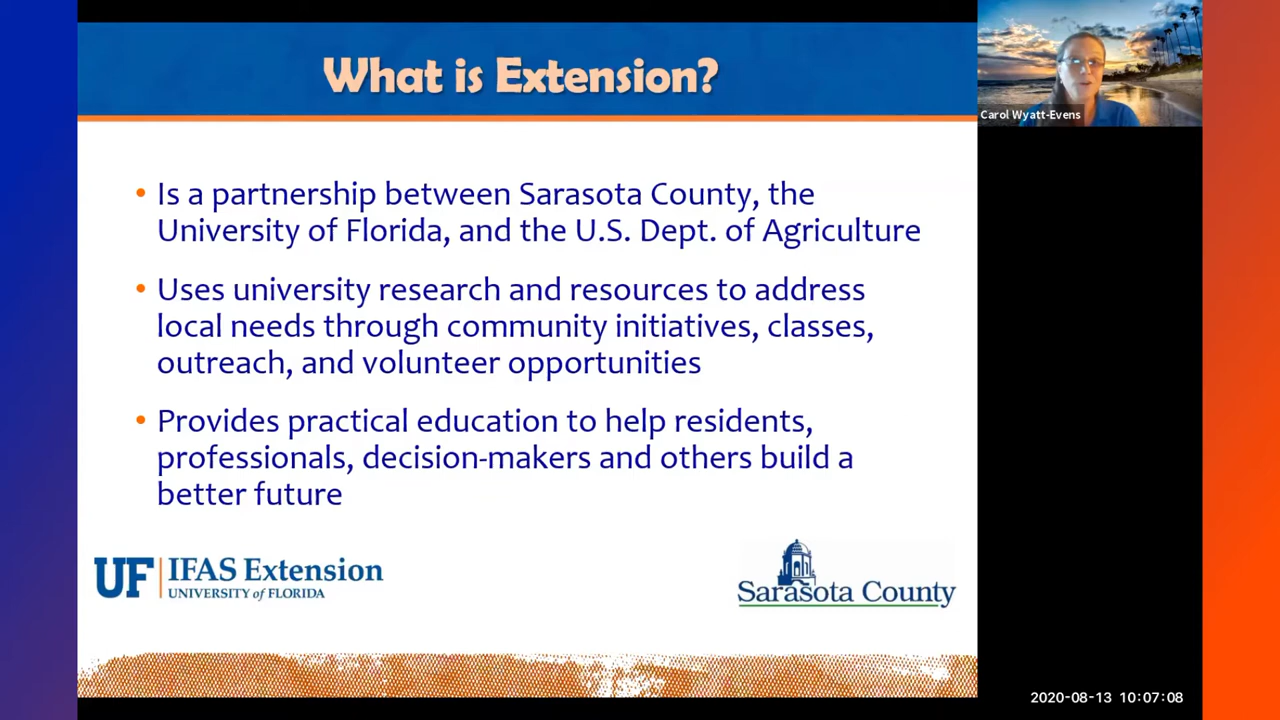 What is Extension?
Carol Wyatt-Evens
• Is a partnership between Sarasota County, the
University of Florida, and the U.S. Dept. of Agriculture
• Uses university research and resources to address
local needs through community initiatives, classes,
outreach, and volunteer opportunities
• Provides practical education to help residents,
professionals, decision-makers and others build a
better future
UF IFAS Extension
UNIVERSITY of FLORIDA
Sarasota County
2020-08-13 10:07:08